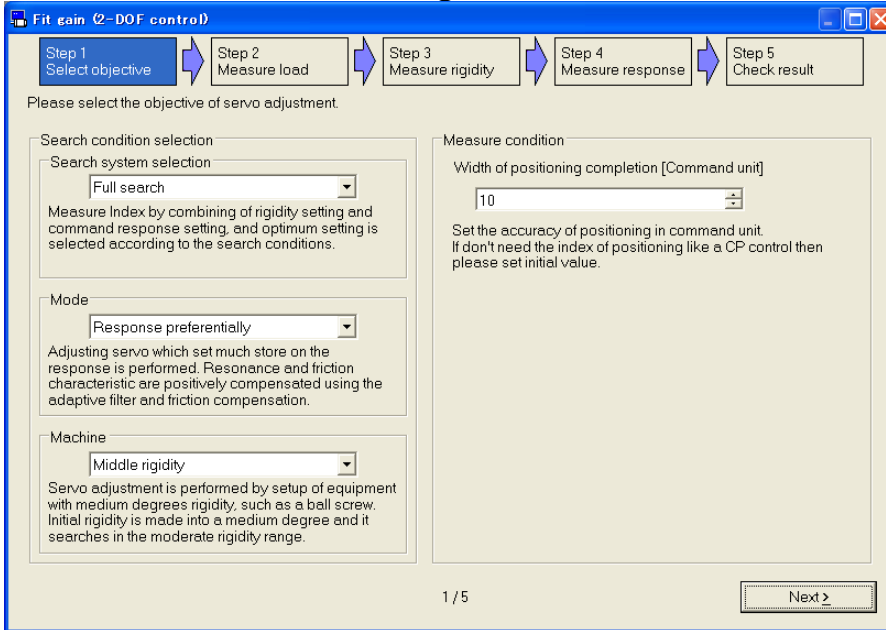 Fit gain (2-DOF control)
Step 1
Select objective
Step 2
Measure load
Step 3
Measure rigidity
Step 4
Measure response
Step 5
Check result
Please select the objective of servo adjustment.
Search condition selection
Search system selection
Full search
Measure Index by combining of rigidity setting and
command response setting, and optimum setting is
selected according to the search conditions.
Mode
Response preferentially
Adjusting servo which set much store on the
response is performed. Resonance and friction
characteristic are positively compensated using the
adaptive filter and friction compensation.
Machine
Middle rigidity
Servo adjustment is performed by setup of equipment
with medium degrees rigidity, such as a ball screw.
Initial rigidity is made into a medium degree and it
searches in the moderate rigidity range.
Measure condition
Width of positioning completion [Command unit]
10
Set the accuracy of positioning in command unit.
If don't need the index of positioning like a CP control then
please set initial value.
1 / 5
Next >